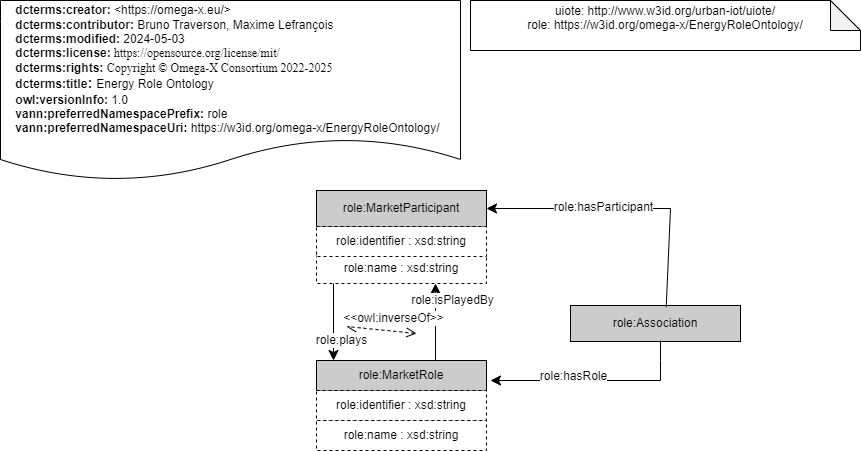 dcterms:creator: <https://omega-x.eu/>
dcterms:contributor: Bruno Traverson, Maxime Lefrançois
dcterms:modified: 2024-05-03
dcterms:license: https://opensource.org/license/mit/
dcterms:rights: Copyright © Omega-X Consortium 2022-2025
dcterms:title: Energy Role Ontology
owl:versionInfo: 1.0
vann:preferredNamespacePrefix: role
vann:preferredNamespaceUri: https://w3id.org/omega-x/EnergyRoleOntology/
uiote: http://www.w3id.org/urban-iot/uiote/
role: https://w3id.org/omega-x/EnergyRoleOntology/
role:MarketParticipant
role:hasParticipant
role:identifier : xsd:string
role:name : xsd:string
role:isPlayedBy
<<owl:inverseOf>>
role:Association
role:plays
role:MarketRole
role:hasRole
role:identifier : xsd:string
role:name : xsd:string